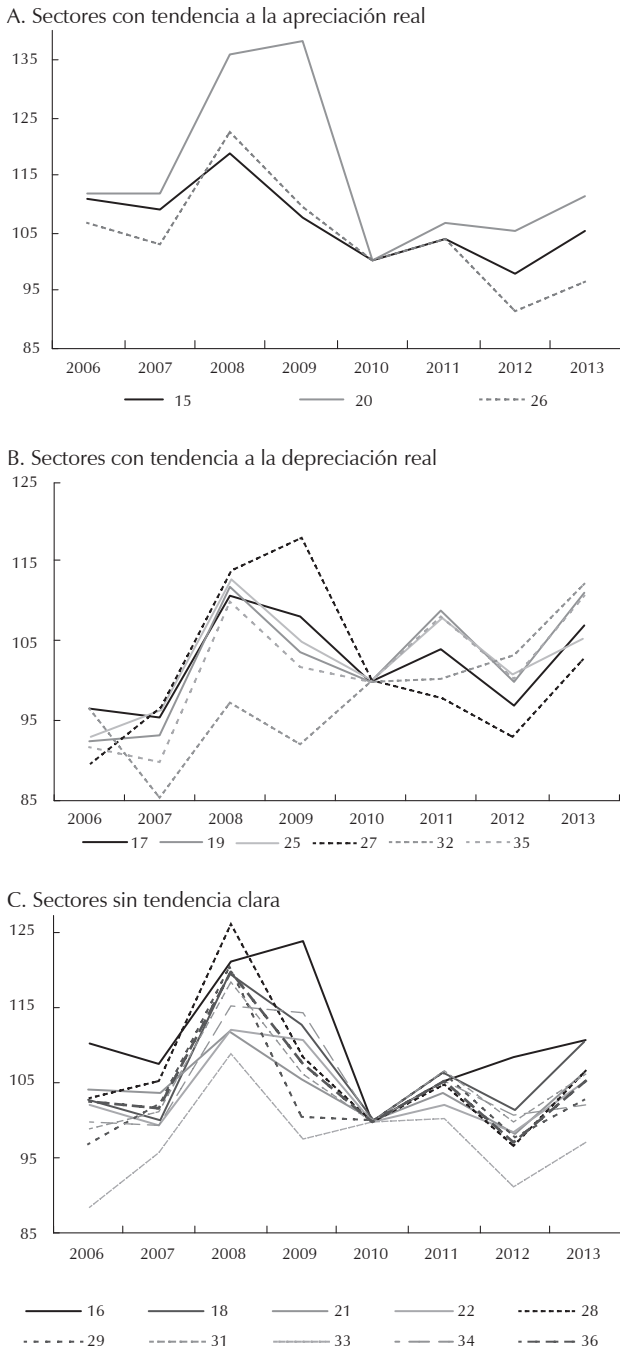 A. Sectores con tendencia a la apreciación real
135
125
115
105
95
85
2006 2007 2008 2009 2010 2011 2012 2013
15 20 26
B. Sectores con tendencia a la depreciación real
125
115
105
95
85
2006 2007 2008 2009 2010 2011 2012 2013
17 19 25 27 32 35
C. Sectores sin tendencia clara
125
115
105
95
85
2006 2007 2008 2009 2010 2011 2012 2013
16 18 21 22 28
29 31 33 34 36